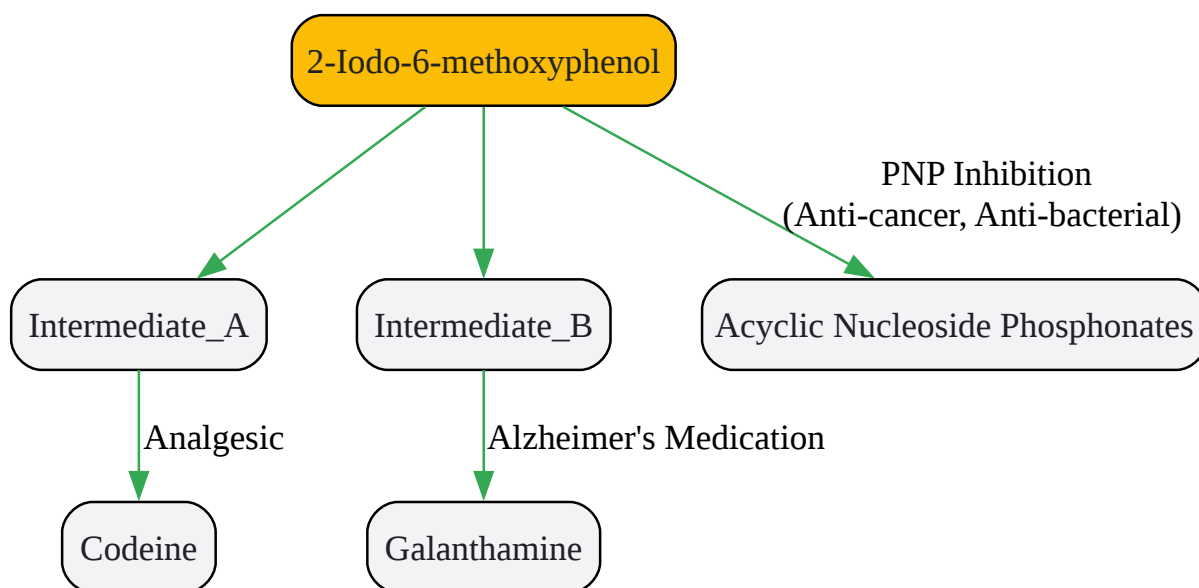 2-Iodo-6-methoxyphenol
PNP Inhibition
(Anti-cancer, Anti-bacterial)
Intermediate_A
Intermediate_B
Acyclic Nucleoside Phosphonates
Analgesic
Alzheimer's Medication
Codeine
Galanthamine